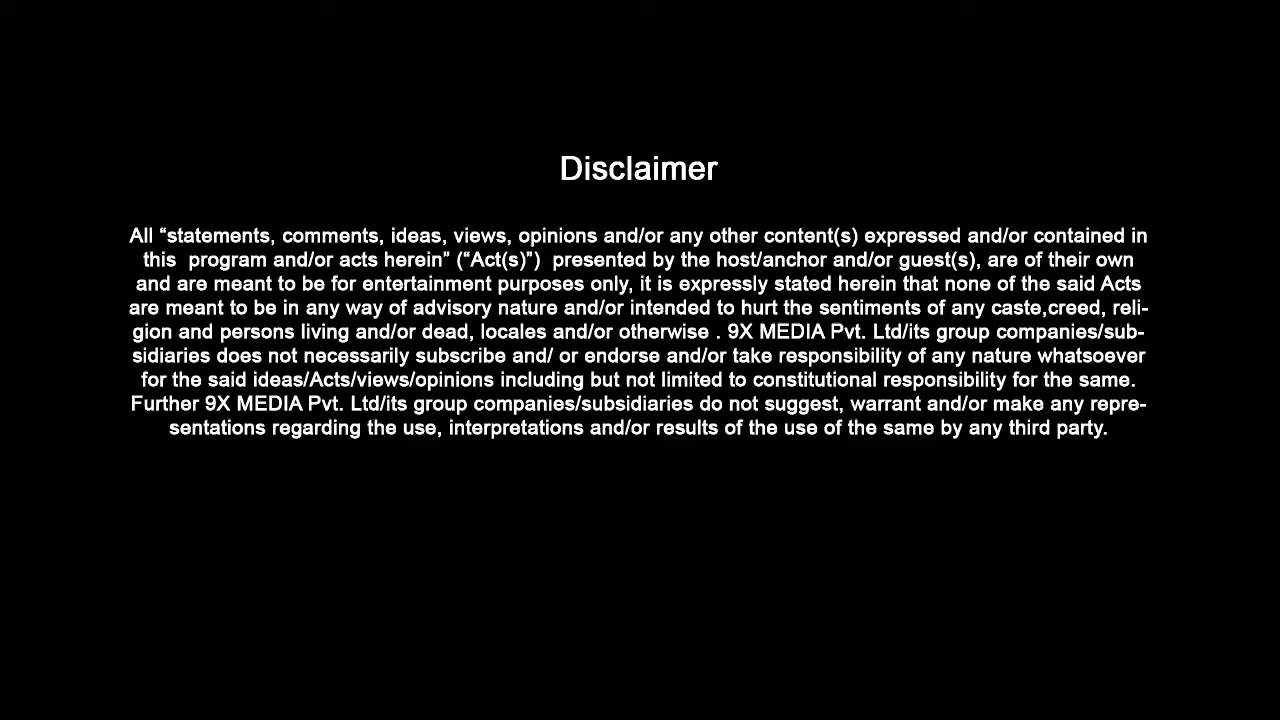 Disclaimer
All “statements, comments, ideas, views, opinions and/or any other content(s) expressed and/or contained in
this  program and/or acts herein” (“Act(s)”)  presented by the host/anchor and/or guest(s), are of their own
and are meant to be for entertainment purposes only, it is expressly stated herein that none of the said Acts
are meant to be in any way of advisory nature and/or intended to hurt the sentiments of any caste,creed, reli-
gion and persons living and/or dead, locales and/or otherwise . 9X MEDIA Pvt. Ltd/its group companies/sub-
sidiaries does not necessarily subscribe and/ or endorse and/or take responsibility of any nature whatsoever
for the said ideas/Acts/views/opinions including but not limited to constitutional responsibility for the same.
Further 9X MEDIA Pvt. Ltd/its group companies/subsidiaries do not suggest, warrant and/or make any repre-
sentations regarding the use, interpretations and/or results of the use of the same by any third party.